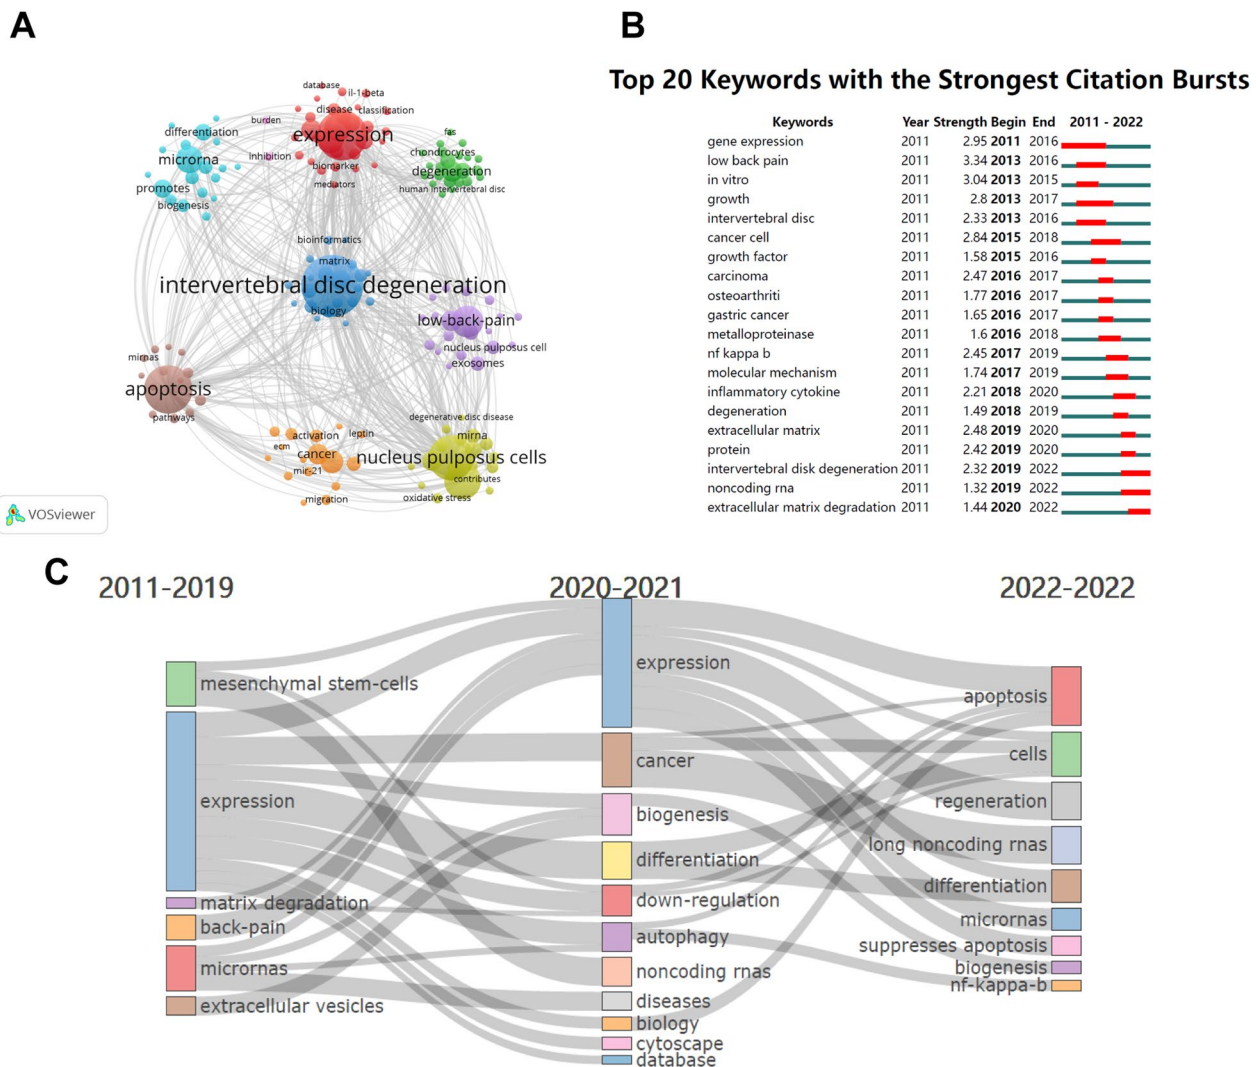 A
B
Top 20 Keywords with the Strongest Citation Bursts
database
il-1-beta
disease
classification
burden
expression
differentiation
fas
microrna
inhibition
chondrocytes
biomarker
degeneration
promotes
mediators
human intervertebral disc
biogenesis
bioinformatics
matrix
intervertebral disc degeneration
biology
low-back-pain
nucleus pulposus cell
mirnas
exosomes
apoptosis
pathways
degenerative disc disease
activation
leptin
mirna
ecm
cancer
nucleus pulposus cells
mir-21
contributes
migration
oxidative stress
VOSviewer
Keywords Year Strength Begin End 2011 - 2022
gene expression 2011 2.95 2011 2016
low back pain 2011 3.34 2013 2016
in vitro 2011 3.04 2013 2015
growth 2011 2.8 2013 2017
intervertebral disc 2011 2.33 2013 2016
cancer cell 2011 2.84 2015 2018
growth factor 2011 1.58 2015 2016
carcinoma 2011 2.47 2016 2017
osteoarthriti 2011 1.77 2016 2017
gastric cancer 2011 1.65 2016 2017
metalloproteinase 2011 1.6 2016 2018
nf kappa b 2011 2.45 2017 2019
molecular mechanism 2011 1.74 2017 2019
inflammatory cytokine 2011 2.21 2018 2020
degeneration 2011 1.49 2018 2019
extracellular matrix 2011 2.48 2019 2020
protein 2011 2.42 2019 2020
intervertebral disk degeneration 2011 2.32 2019 2022
noncoding rna 2011 1.32 2019 2022
extracellular matrix degradation 2011 1.44 2020 2022
C
2011-2019
2020-2021
2022-2022
mesenchymal stem-cells
expression
matrix degradation
back-pain
micrornas
extracellular vesicles
expression
cancer
biogenesis
differentiation
down-regulation
autophagy
noncoding rnas
diseases
biology
cytoscape
database
apoptosis
cells
regeneration
long noncoding rnas
differentiation
micrornas
suppresses apoptosis
biogenesis
nf-kappa-b